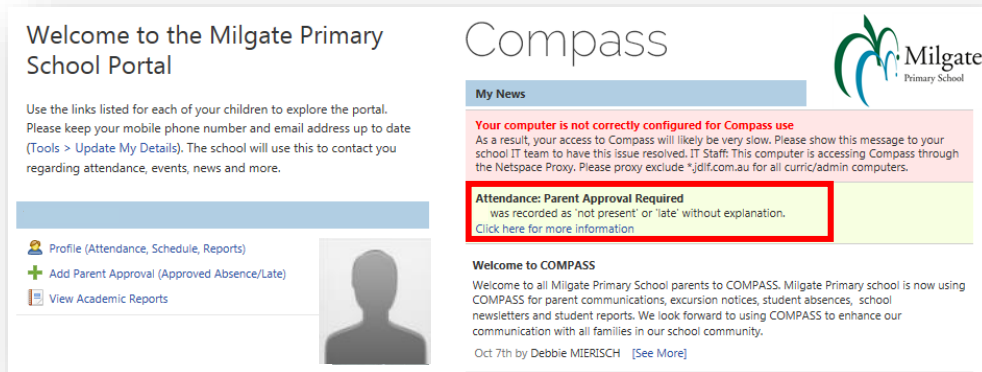 Welcome to the Milgate Primary
School Portal
Use the links listed for each of your children to explore the portal.
Please keep your mobile phone number and email address up to date
(Tools > Update My Details). The school will use this to contact you
regarding attendance, events, news and more.
Profile (Attendance, Schedule, Reports)
Add Parent Approval (Approved Absence/Late)
View Academic Reports
Compass
Milgate
Primary School
My News
Your computer is not correctly configured for Compass use
As a result, your access to Compass will likely be very slow. Please show this message to your
school IT team to have this issue resolved. IT Staff: This computer is accessing Compass through
the Netspace Proxy. Please proxy exclude *.jdlf.com.au for all curric/admin computers.
Attendance: Parent Approval Required
was recorded as 'not present' or 'late' without explanation.
Click here for more information
Welcome to COMPASS
Welcome to all Milgate Primary School parents to COMPASS. Milgate Primary school is now using
COMPASS for parent communications, excursion notices, student absences, school
newsletters and student reports. We look forward to using COMPASS to enhance our
communication with all families in our school community.
Oct 7th by Debbie MIERISCH [See More]